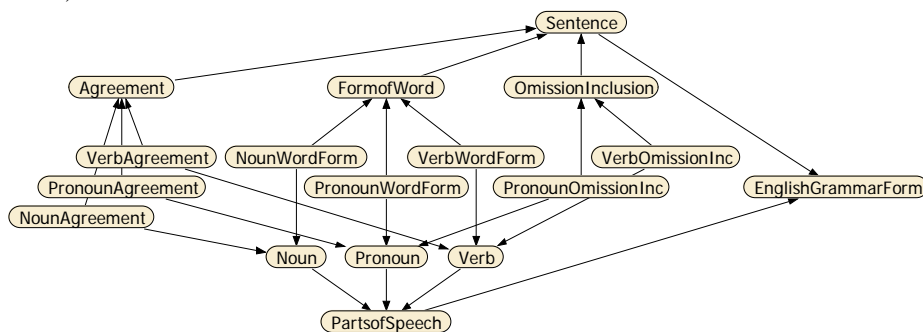 Sentence
Agreement
FormofWord
OmissionInclusion
VerbAgreement
NounWordForm
VerbWordForm
VerbOmissionInc
PronounAgreement
PronounWordForm
PronounOmissionInc
EnglishGrammarForm
NounAgreement
Noun
Pronoun
Verb
PartsofSpeech